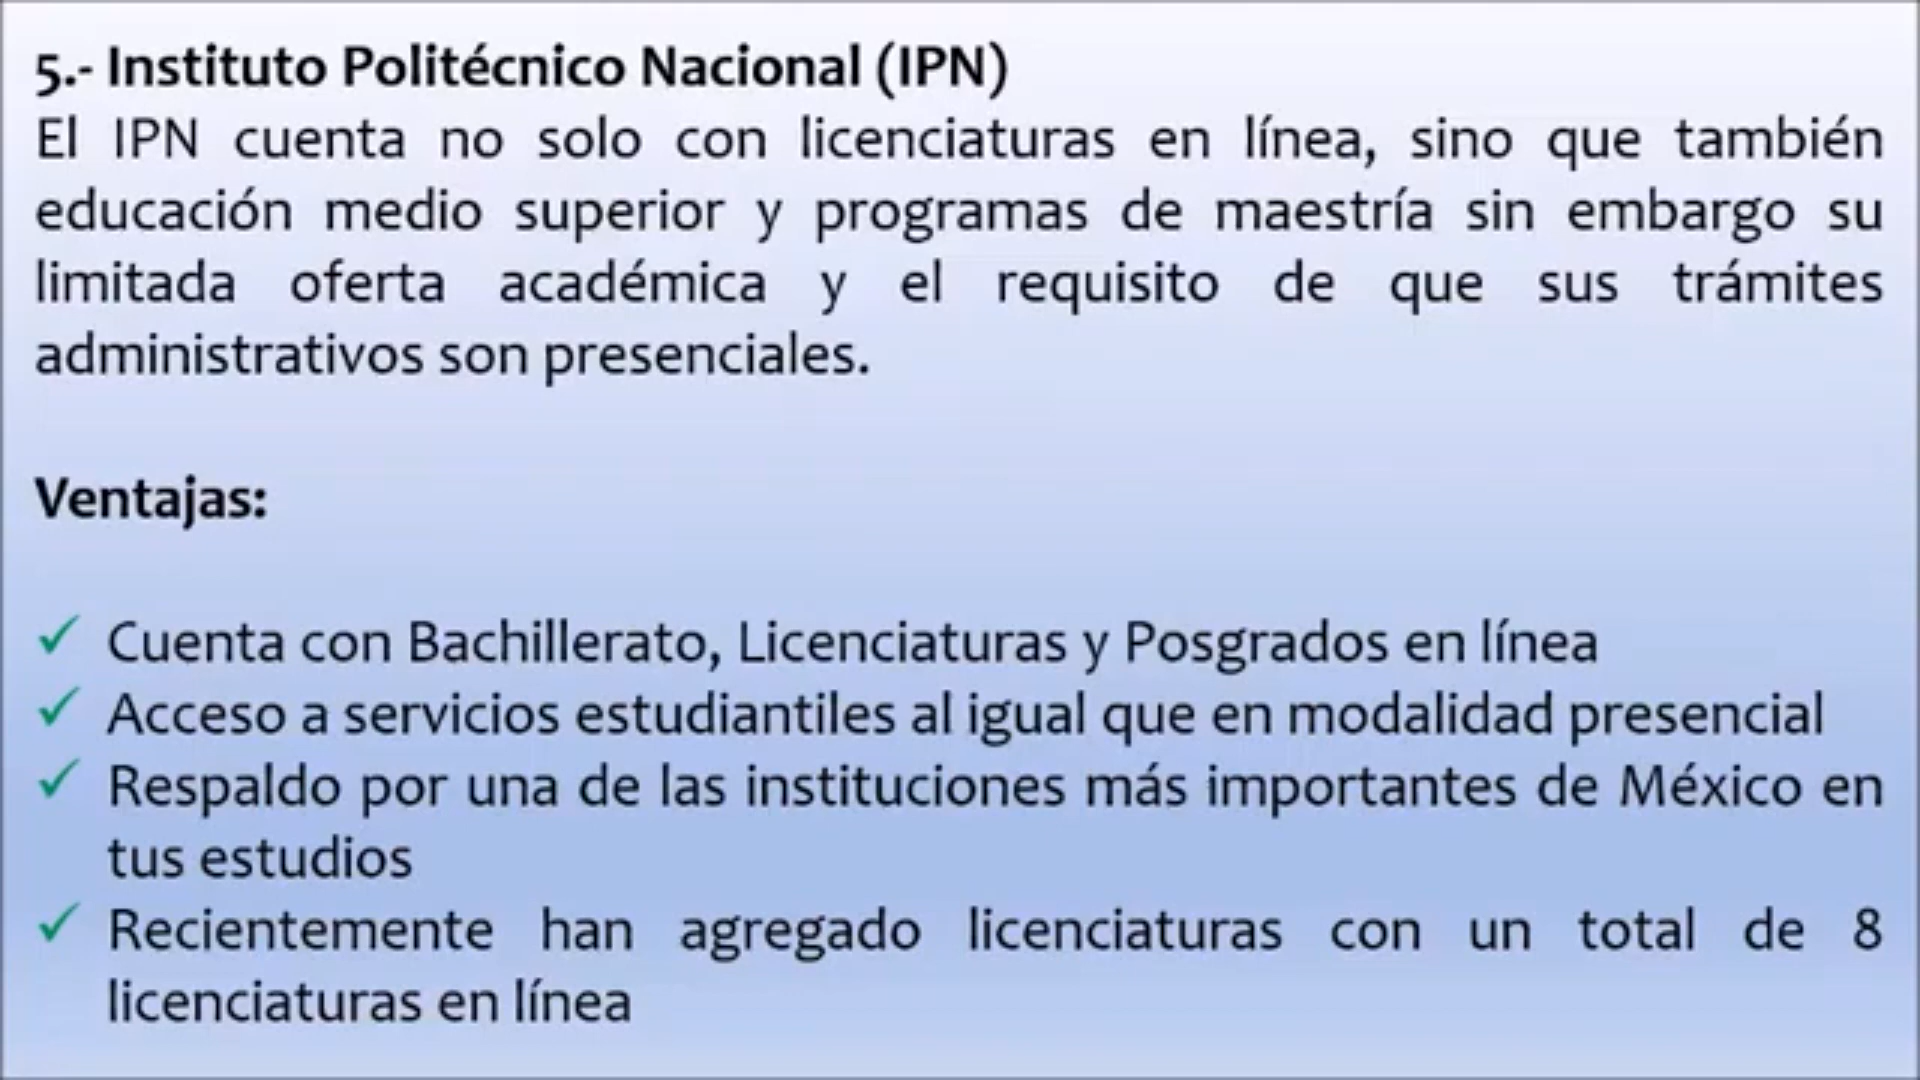 5.- Instituto Politécnico Nacional (IPN)
El IPN cuenta no solo con licenciaturas en línea, sino que también
educación medio superior y programas de maestría sin embargo su
limitada oferta académica y el requisito de que sus trámites
administrativos son presenciales.
Ventajas:
✓ Cuenta con Bachillerato, Licenciaturas y Posgrados en línea
✓ Acceso a servicios estudiantiles al igual que en modalidad presencial
✓ Respaldo por una de las instituciones más importantes de México en
tus estudios
✓ Recientemente han agregado licenciaturas con un total de 8
licenciaturas en línea